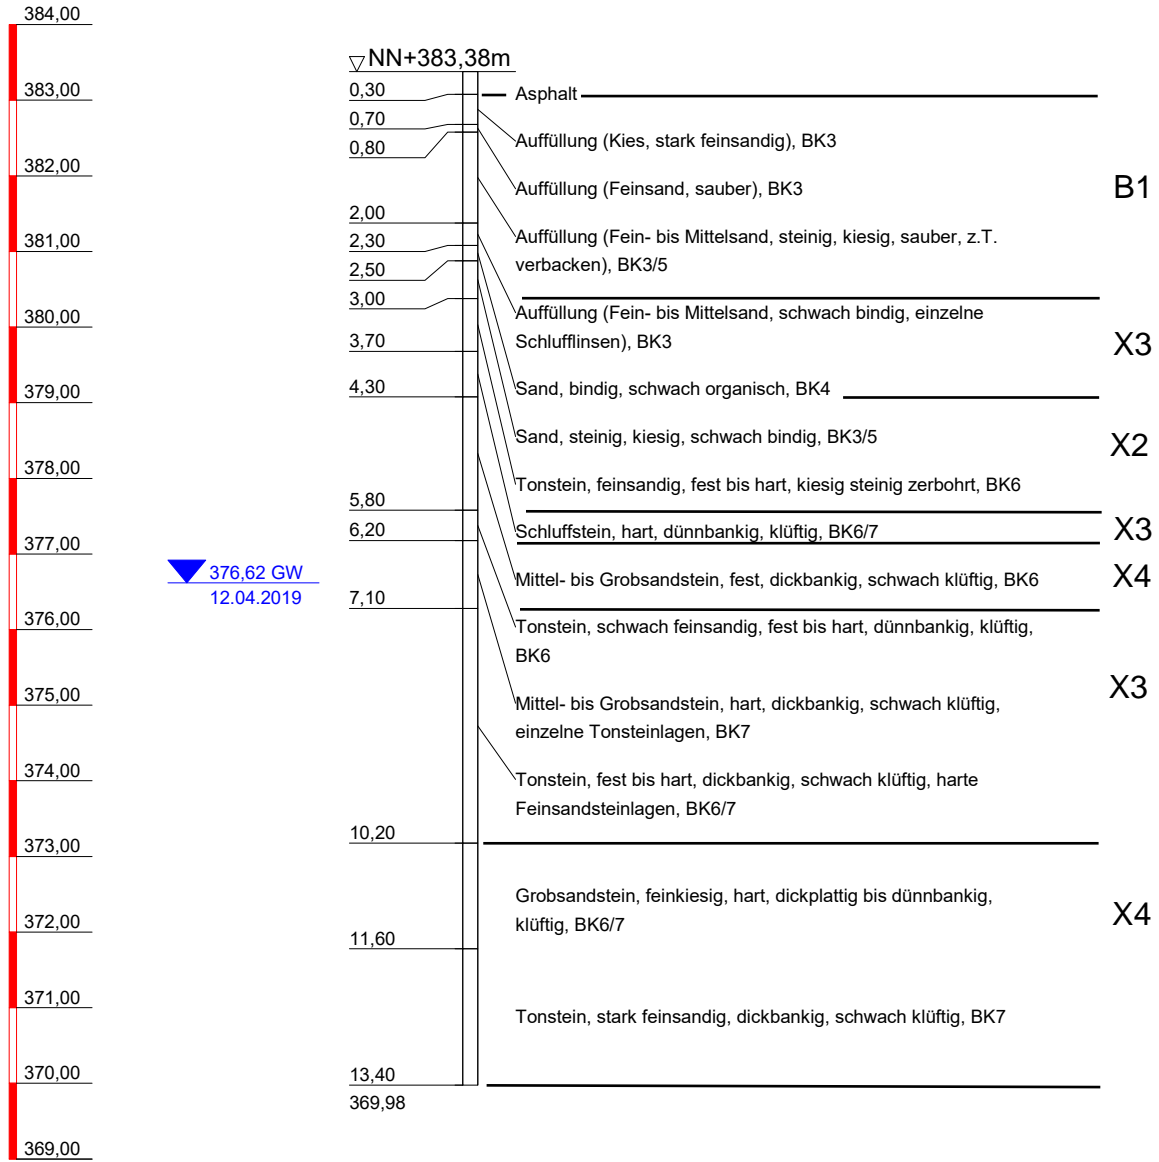 384,00
383,00
382,00
381,00
380,00
379,00
378,00
377,00
376,00
375,00
374,00
373,00
372,00
371,00
370,00
369,00
376,62 GW
12.04.2019
NN+383,38m
0,30
0,70
0,80
2,00
2,30
2,50
3,00
3,70
4,30
5,80
6,20
7,10
10,20
11,60
13,40
369,98
Asphalt
Auffüllung (Kies, stark feinsandig), BK3
Auffüllung (Feinsand, sauber), BK3
Auffüllung (Fein- bis Mittelsand, steinig, kiesig, sauber, z.T.
verbacken), BK3/5
Auffüllung (Fein- bis Mittelsand, schwach bindig, einzelne
Schlufflinsen), BK3
Sand, bindig, schwach organisch, BK4
Sand, steinig, kiesig, schwach bindig, BK3/5
Tonstein, feinsandig, fest bis hart, kiesig steinig zerbohrt, BK6
Schluffstein, hart, dünnbankig, klüftig, BK6/7
Mittel- bis Grobsandstein, fest, dickbankig, schwach klüftig, BK6
Tonstein, schwach feinsandig, fest bis hart, dünnbankig, klüftig,
BK6
Mittel- bis Grobsandstein, hart, dickbankig, schwach klüftig,
einzelne Tonsteinlagen, BK7
Tonstein, fest bis hart, dickbankig, schwach klüftig, harte
Feinsandsteinlagen, BK6/7
Grobsandstein, feinkiesig, hart, dickplattig bis dünnbankig,
klüftig, BK6/7
Tonstein, stark feinsandig, dickbankig, schwach klüftig, BK7
B1
X3
X2
X3
X4
X3
X4